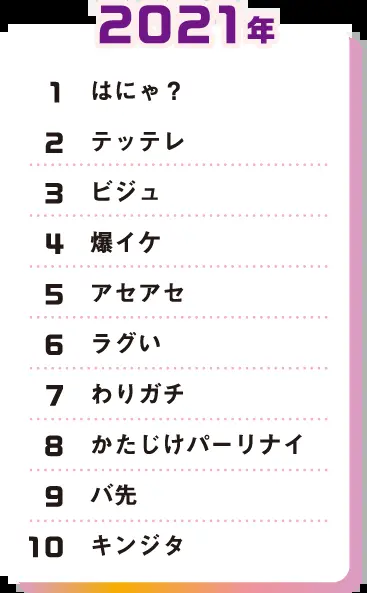 2021年
1 はにゃ？
2 テッテレ
3 ビジュ
4 爆イケ
5 アセアセ
6 ラグい
7 わりガチ
8 かたじけパーリナイ
9 バ先
10 キンジタ